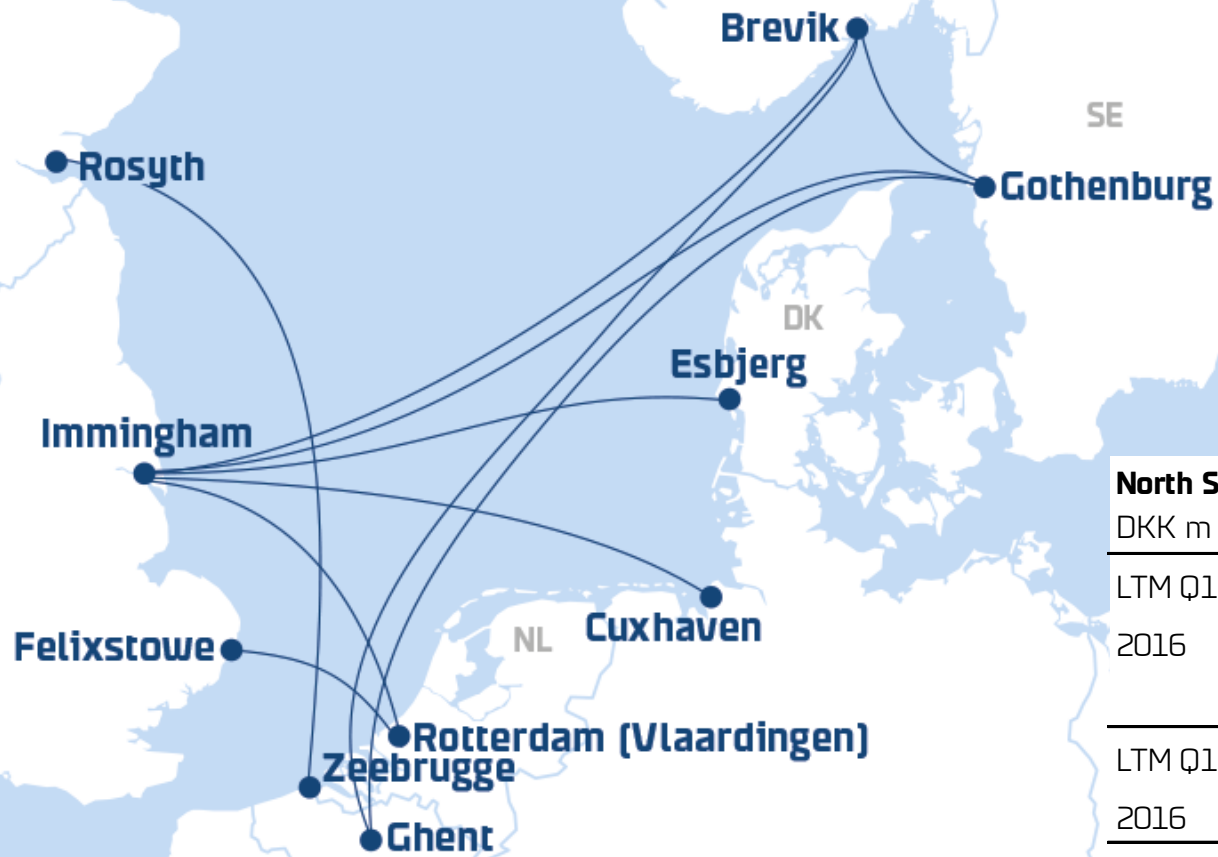 Brevik
SE
Rosyth
Gothenburg
DK
Esbjerg
Immingham
North S
DKK m
LTM Q1
2016
Cuxhaven
NL
Felixstowe
Rotterdam (Vlaardingen)
Zeebrugge
LTM Q1
2016
Ghent